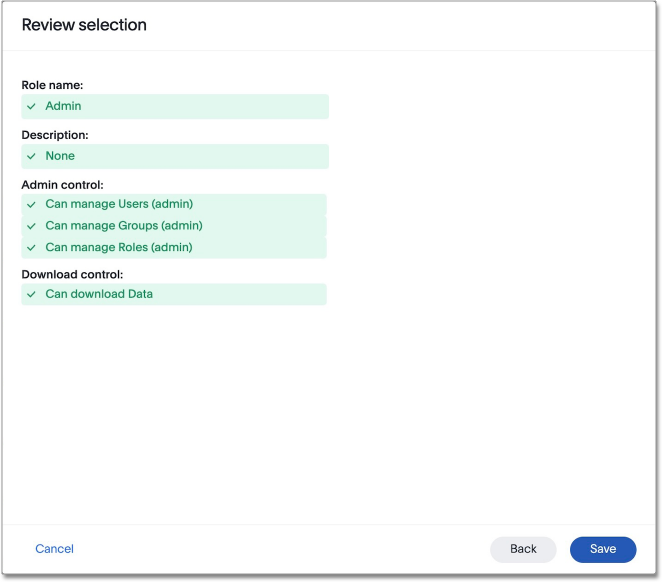 Review selection
Role name:
Admin
Description:
None
Admin control:
Can manage Users (admin)
Can manage Groups (admin)
Can manage Roles (admin)
Download control:
Can download Data
Cancel
Back
Save